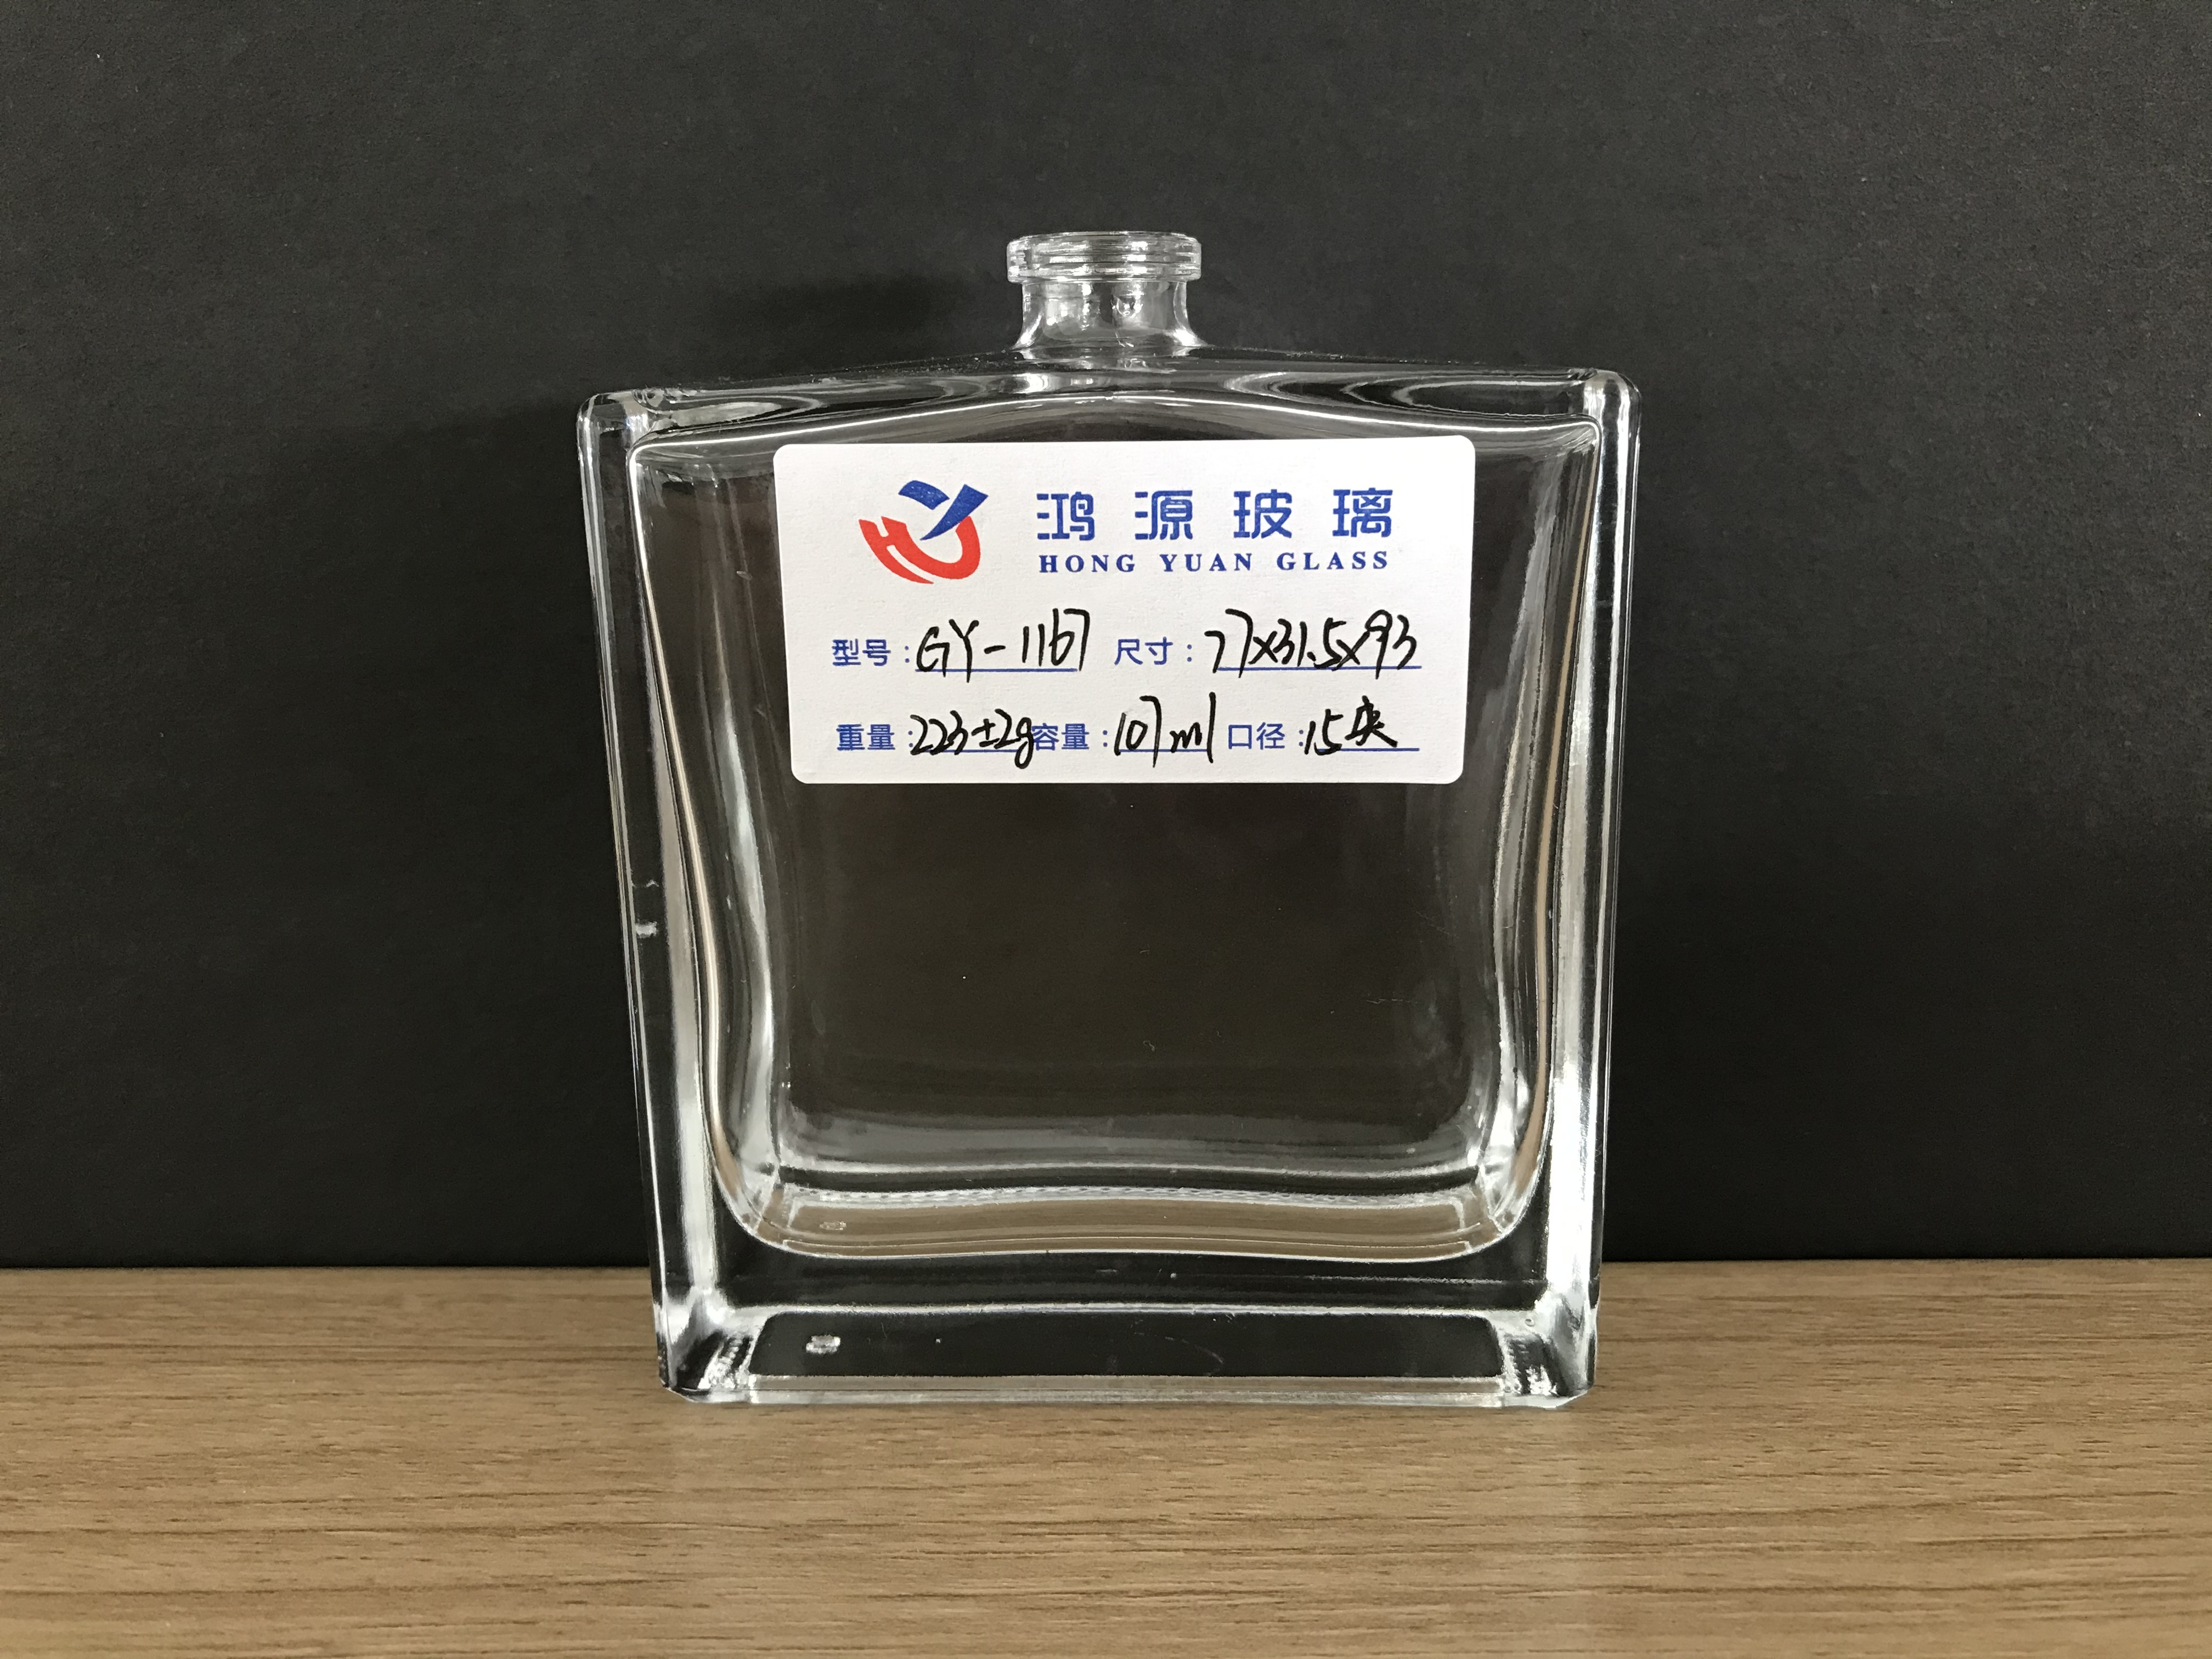 鸿源玻璃
HONG YUAN GLASS
型号：GY-1167 尺寸：77x31.5x93
重量：223±2g 容量：107ml 口径：15夹